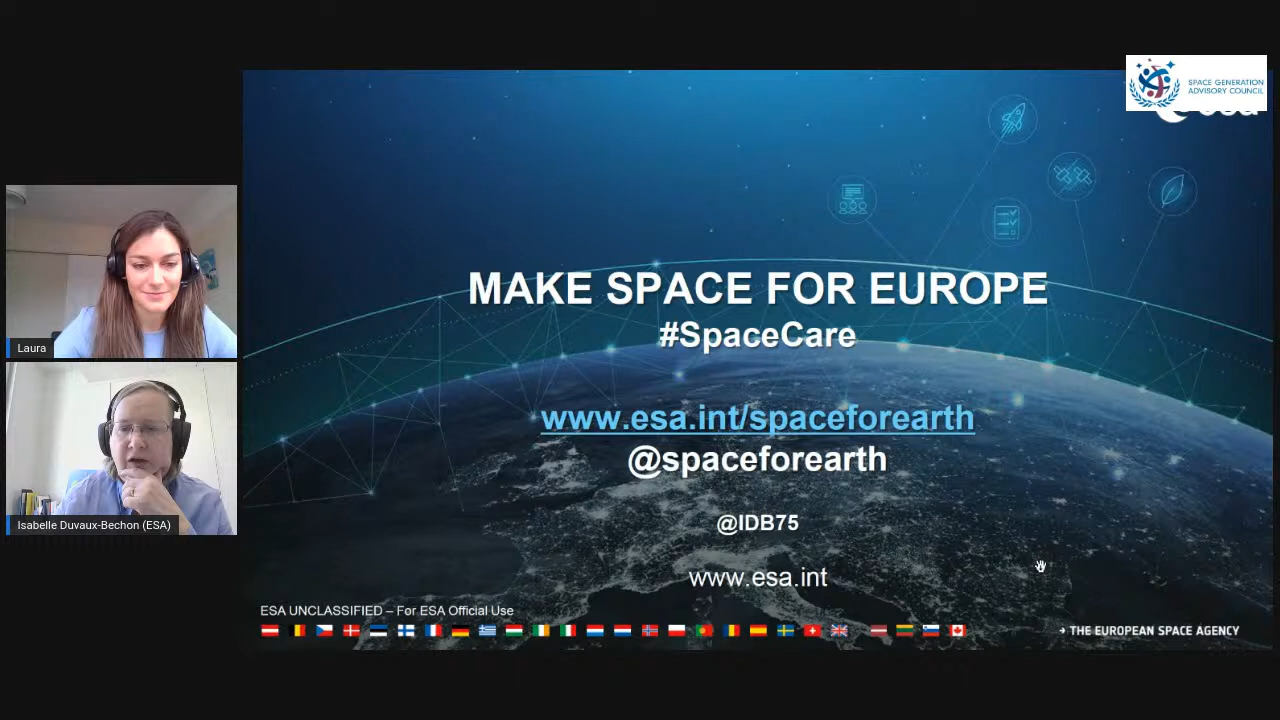 SPACE GENERATION
ADVISORY COUNCIL
esa
MAKE SPACE FOR EUROPE
#SpaceCare
www.esa.int/spaceforearth
@spaceforearth
@IDB75
www.esa.int
ESA UNCLASSIFIED – For ESA Official Use
→ THE EUROPEAN SPACE AGENCY
Laura
Isabelle Duvaux-Bechon (ESA)